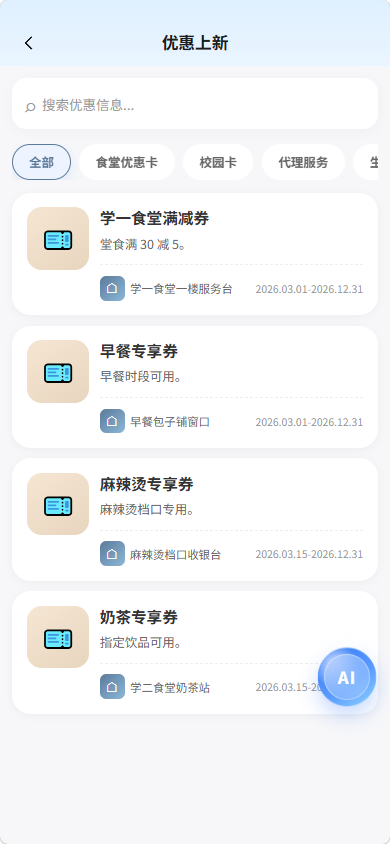 优惠上新
搜索优惠信息...
全部
食堂优惠卡
校园卡
代理服务
学一食堂满减券
堂食满 30 减 5。
学一食堂一楼服务台
2026.03.01-2026.12.31
早餐专享券
早餐时段可用。
早餐包子铺窗口
2026.03.01-2026.12.31
麻辣烫专享券
麻辣烫档口专用。
麻辣烫档口收银台
2026.03.15-2026.12.31
奶茶专享券
指定饮品可用。
学二食堂奶茶站
2026.03.15-20
AI